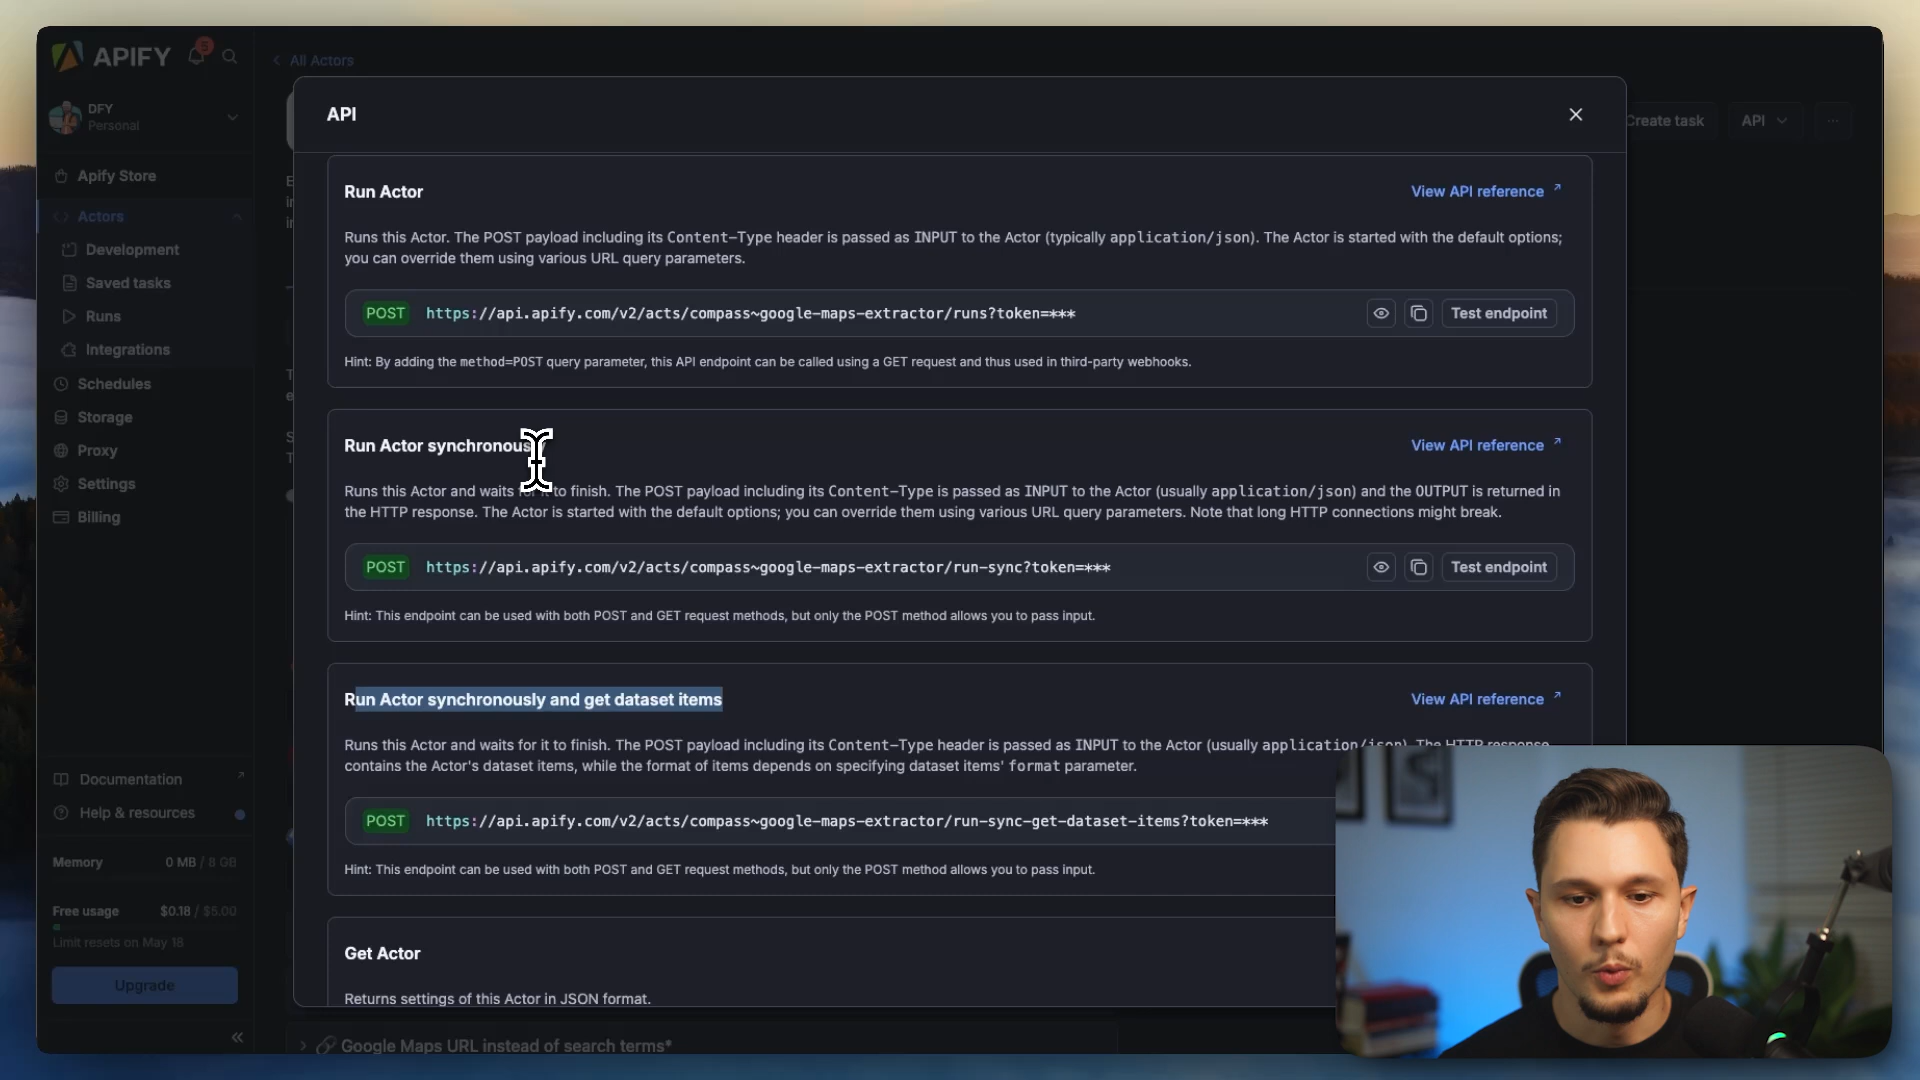 APIFY
5
All Actors
DFY
Personal
Apify Store
Actors
Development
Saved tasks
Runs
Integrations
Schedules
Storage
Proxy
Settings
Billing
Documentation
Help & resources
Memory 0 MB / 8 GB
Free usage $0.18 / $5.00
Limit resets on May 18
Upgrade
Create task
API
API
Run Actor
View API reference
Runs this Actor. The POST payload including its Content-Type header is passed as INPUT to the Actor (typically application/json). The Actor is started with the default options;
you can override them using various URL query parameters.
POST https://api.apify.com/v2/acts/compass~google-maps-extractor/runs?token=***
Test endpoint
Hint: By adding the method=POST query parameter, this API endpoint can be called using a GET request and thus used in third-party webhooks.
Run Actor synchronously
View API reference
Runs this Actor and waits for it to finish. The POST payload including its Content-Type is passed as INPUT to the Actor (usually application/json) and the OUTPUT is returned in
the HTTP response. The Actor is started with the default options; you can override them using various URL query parameters. Note that long HTTP connections might break.
POST https://api.apify.com/v2/acts/compass~google-maps-extractor/run-sync?token=***
Test endpoint
Hint: This endpoint can be used with both POST and GET request methods, but only the POST method allows you to pass input.
Run Actor synchronously and get dataset items
View API reference
Runs this Actor and waits for it to finish. The POST payload including its Content-Type header is passed as INPUT to the Actor (usually application/json). The HTTP response
contains the Actor's dataset items, while the format of items depends on specifying dataset items' format parameter.
POST https://api.apify.com/v2/acts/compass~google-maps-extractor/run-sync-get-dataset-items?token=***
Hint: This endpoint can be used with both POST and GET request methods, but only the POST method allows you to pass input.
Get Actor
Returns settings of this Actor in JSON format.
Google Maps URL instead of search terms*